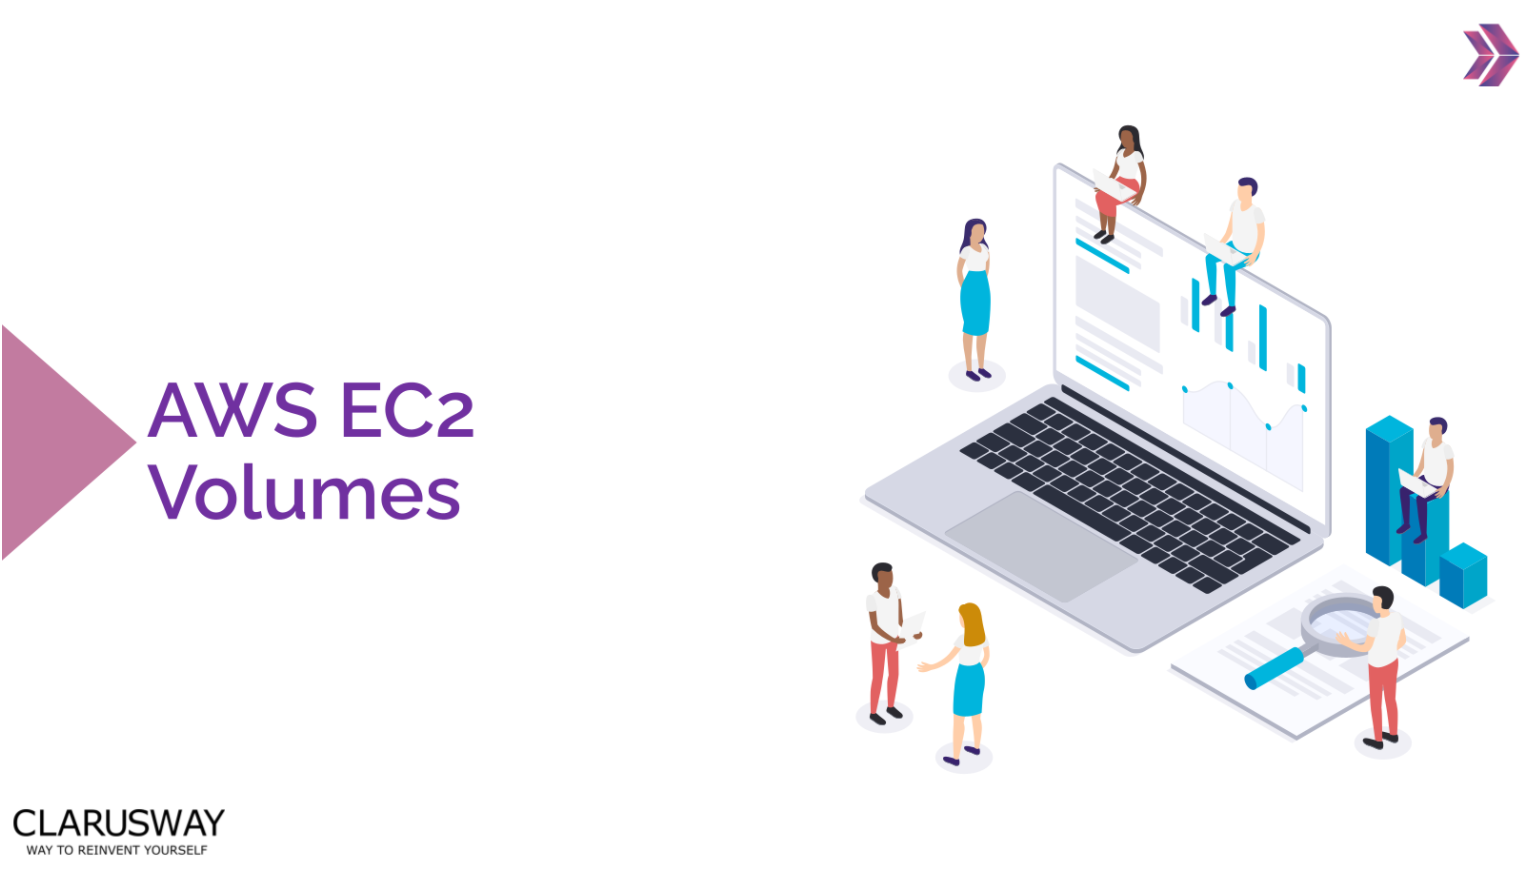 AWS EC2
Volumes
CLARUSWAY
WAY TO REINVENT YOURSELF